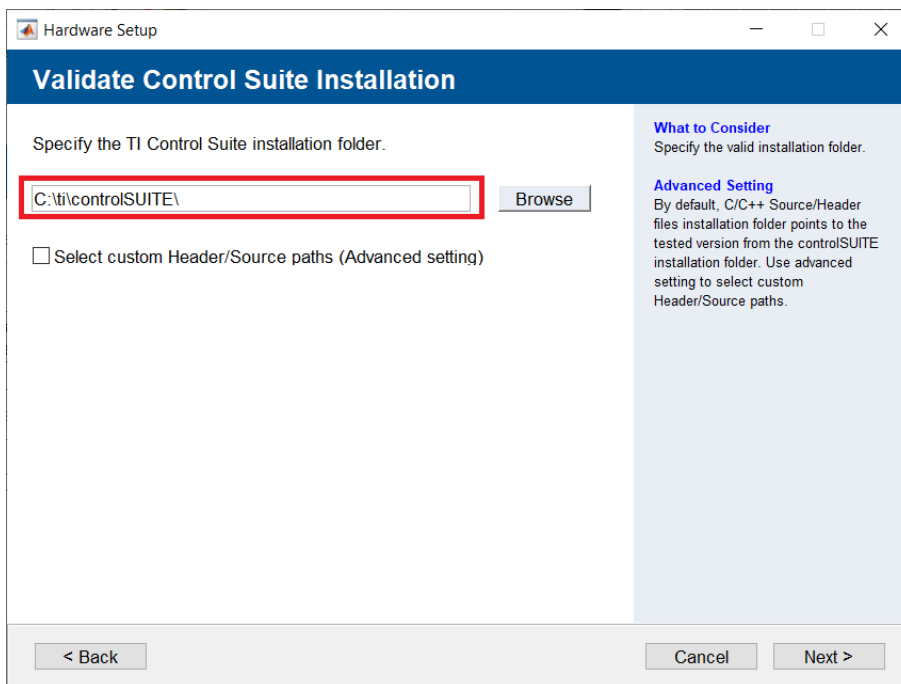 Hardware Setup
Validate Control Suite Installation
Specify the TI Control Suite installation folder.
C:\ti\controlSUITE\
Browse
Select custom Header/Source paths (Advanced setting)
What to Consider
Specify the valid installation folder.
Advanced Setting
By default, C/C++ Source/Header
files installation folder points to the
tested version from the controlSUITE
installation folder. Use advanced
setting to select custom
Header/Source paths.
< Back
Cancel
Next >